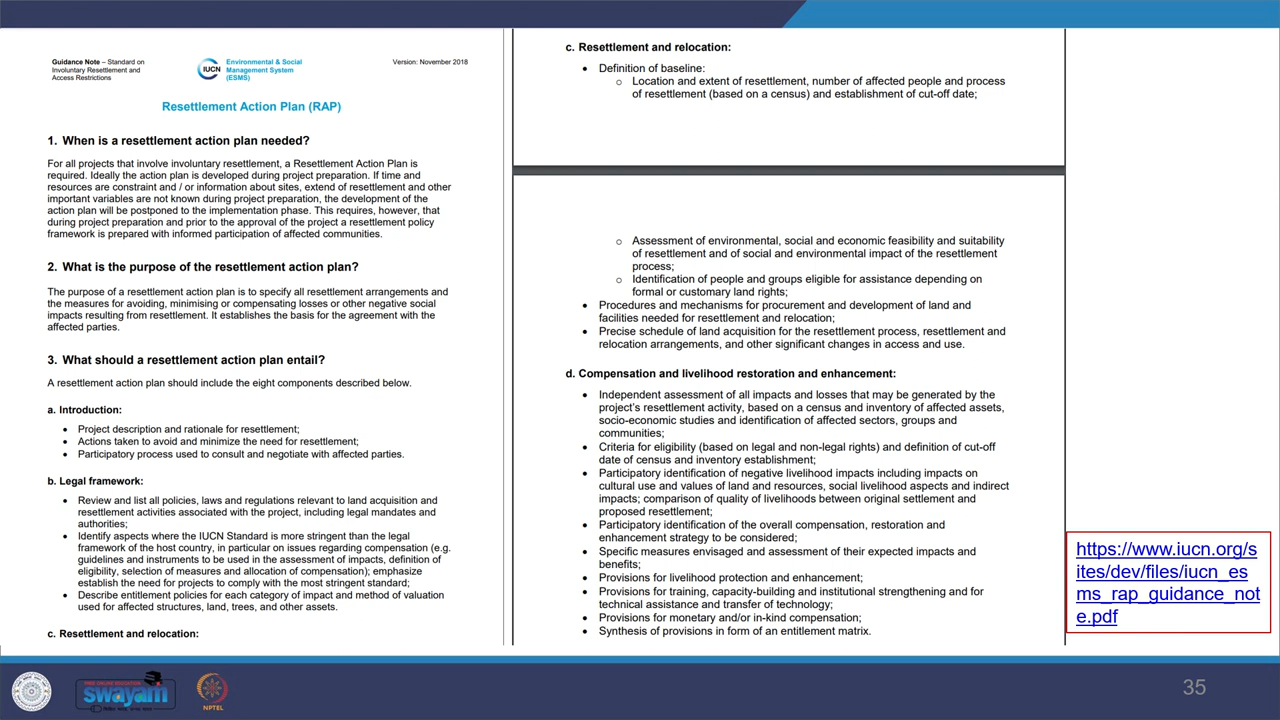 Guidance Note – Standard on
Involuntary Resettlement and
Access Restrictions
IUCN
Environmental & Social
Management System
(ESMS)
Version: November 2018
Resettlement Action Plan (RAP)
1. When is a resettlement action plan needed?
For all projects that involve involuntary resettlement, a Resettlement Action Plan is
required. Ideally the action plan is developed during project preparation. If time and
resources are constraint and / or information about sites, extend of resettlement and other
important variables are not known during project preparation, the development of the
action plan will be postponed to the implementation phase. This requires, however, that
during project preparation and prior to the approval of the project a resettlement policy
framework is prepared with informed participation of affected communities.
2. What is the purpose of the resettlement action plan?
The purpose of a resettlement action plan is to specify all resettlement arrangements and
the measures for avoiding, minimising or compensating losses or other negative social
impacts resulting from resettlement. It establishes the basis for the agreement with the
affected parties.
3. What should a resettlement action plan entail?
A resettlement action plan should include the eight components described below.
a. Introduction:
• Project description and rationale for resettlement;
• Actions taken to avoid and minimize the need for resettlement;
• Participatory process used to consult and negotiate with affected parties.
b. Legal framework:
• Review and list all policies, laws and regulations relevant to land acquisition and
resettlement activities associated with the project, including legal mandates and
authorities;
• Identify aspects where the IUCN Standard is more stringent than the legal
framework of the host country, in particular on issues regarding compensation (e.g.
guidelines and instruments to be used in the assessment of impacts, definition of
eligibility, selection of measures and allocation of compensation); emphasize
establish the need for projects to comply with the most stringent standard;
• Describe entitlement policies for each category of impact and method of valuation
used for affected structures, land, trees, and other assets.
c. Resettlement and relocation:
c. Resettlement and relocation:
• Definition of baseline:
o Location and extent of resettlement, number of affected people and process
of resettlement (based on a census) and establishment of cut-off date;
o Assessment of environmental, social and economic feasibility and suitability
of resettlement and of social and environmental impact of the resettlement
process;
o Identification of people and groups eligible for assistance depending on
formal or customary land rights;
• Procedures and mechanisms for procurement and development of land and
facilities needed for resettlement and relocation;
• Precise schedule of land acquisition for the resettlement process, resettlement and
relocation arrangements, and other significant changes in access and use.
d. Compensation and livelihood restoration and enhancement:
• Independent assessment of all impacts and losses that may be generated by the
project's resettlement activity, based on a census and inventory of affected assets,
socio-economic studies and identification of affected sectors, groups and
communities;
• Criteria for eligibility (based on legal and non-legal rights) and definition of cut-off
date of census and inventory establishment;
• Participatory identification of negative livelihood impacts including impacts on
cultural use and values of land and resources, social livelihood aspects and indirect
impacts; comparison of quality of livelihoods between original settlement and
proposed resettlement;
• Participatory identification of the overall compensation, restoration and
enhancement strategy to be considered;
• Specific measures envisaged and assessment of their expected impacts and
benefits;
• Provisions for livelihood protection and enhancement;
• Provisions for training, capacity-building and institutional strengthening and for
technical assistance and transfer of technology;
• Provisions for monetary and/or in-kind compensation;
• Synthesis of provisions in form of an entitlement matrix.
https://www.iucn.org/s
ites/dev/files/iucn_es
ms_rap_guidance_not
e.pdf
FREE ONLINE EDUCATION
swayam
NPTEL
35